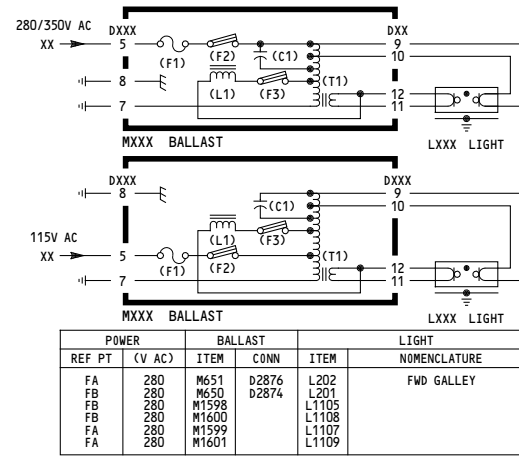 280/350V AC
XX
DXXX
5
(F1)
(F2)
(C1)
DXX
9
10
8
(L1)
(F3)
(T1)
12
11
7
MXXX BALLAST
LXXX LIGHT
DXXX
8
(C1)
DXXX
9
10
(L1)
(F3)
115V AC
XX
5
(F1)
(F2)
(T1)
12
11
7
MXXX BALLAST
LXXX LIGHT
POWER BALLAST LIGHT
REF PT (V AC) ITEM CONN ITEM NOMENCLATURE
FA 280 M651 D2876 L202 FWD GALLEY
FB 280 M650 D2874 L201
FB 280 M1598 L1105
FB 280 M1600 L1108
FA 280 M1599 L1107
FA 280 M1601 L1109